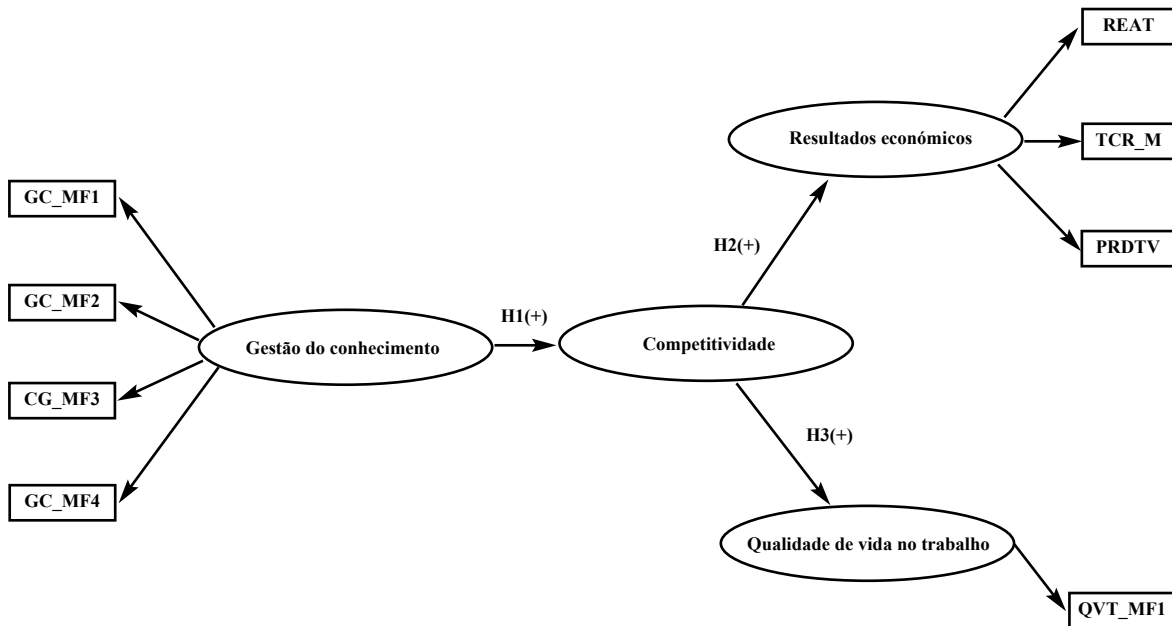 REAT
Resultados económicos
TCR_M
GC_MF1
PRDTV
H2(+)
GC_MF2
H1(+)
Gestão do conhecimento
Competitividade
CG_MF3
H3(+)
GC_MF4
Qualidade de vida no trabalho
QVT_MF1